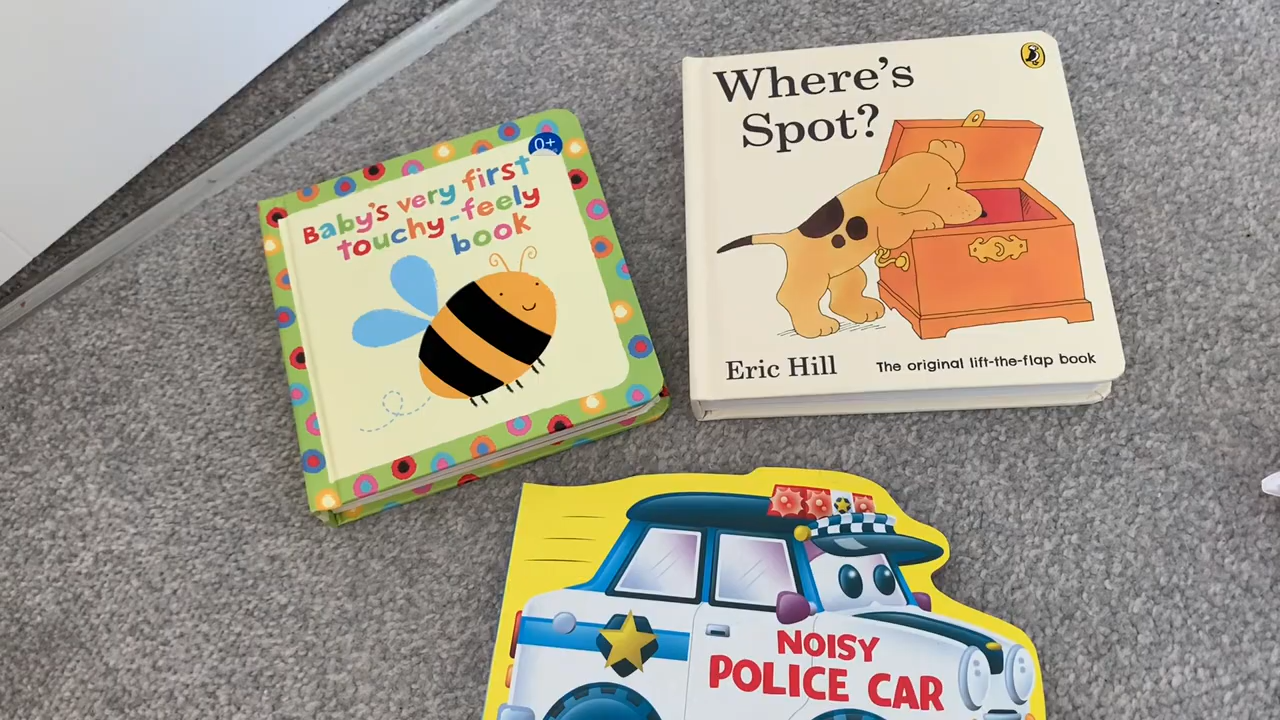 0+
Baby's very first
touchy-feely
book
Where's
Spot?
Eric Hill
The original lift-the-flap book
NOISY
POLICE CAR